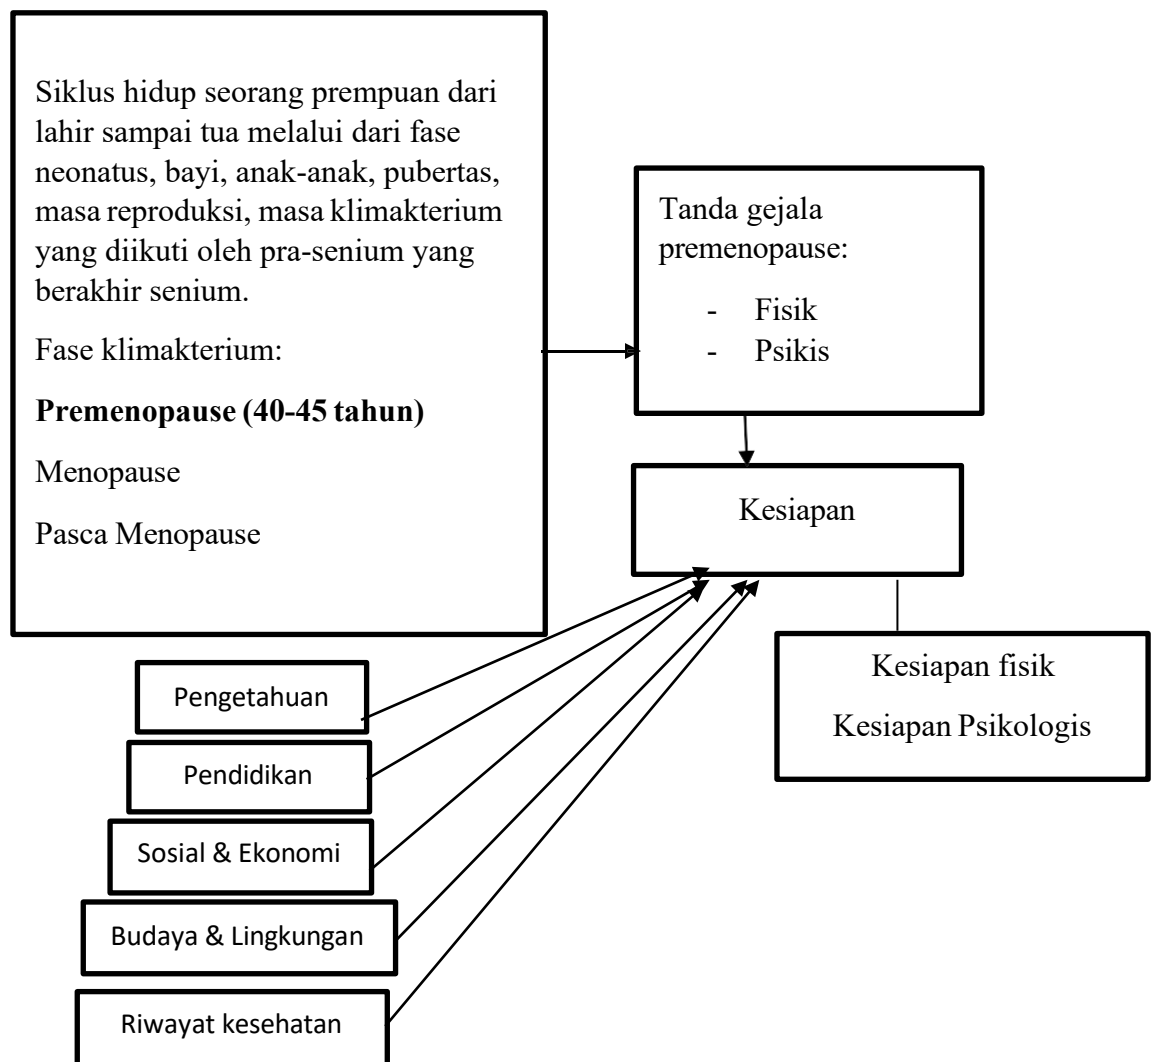 Siklus hidup seorang prempuan dari
lahir sampai tua melalui dari fase
neonatus, bayi, anak-anak, pubertas,
masa reproduksi, masa klimakterium
yang diikuti oleh pra-senium yang
berakhir senium.
Fase klimakterium:
Premenopause (40-45 tahun)
Menopause
Pasca Menopause
Tanda gejala
premenopause:
- Fisik
- Psikis
Kesiapan
Kesiapan fisik
Kesiapan Psikologis
Pengetahuan
Pendidikan
Sosial & Ekonomi
Budaya & Lingkungan
Riwayat kesehatan